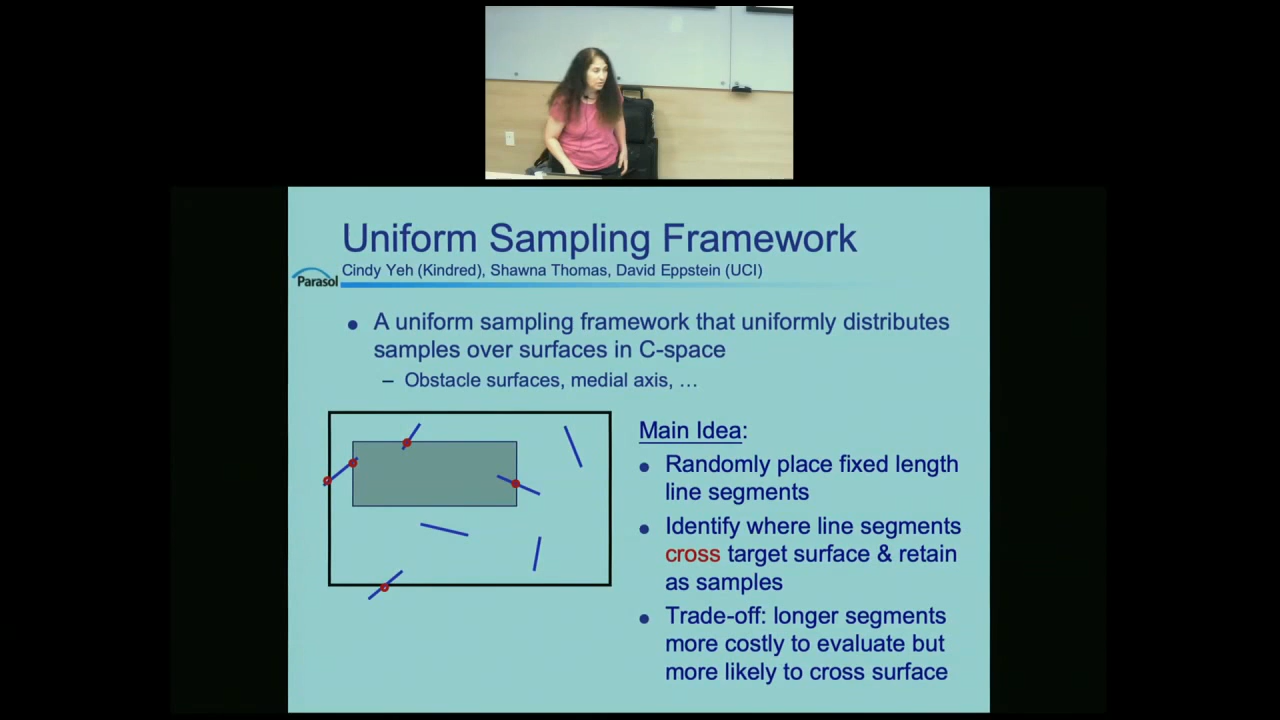 Uniform Sampling Framework
Cindy Yeh (Kindred), Shawna Thomas, David Eppstein (UCI)
Parasol
• A uniform sampling framework that uniformly distributes
samples over surfaces in C-space
– Obstacle surfaces, medial axis, …
Main Idea:
• Randomly place fixed length
line segments
• Identify where line segments
cross target surface & retain
as samples
• Trade-off: longer segments
more costly to evaluate but
more likely to cross surface